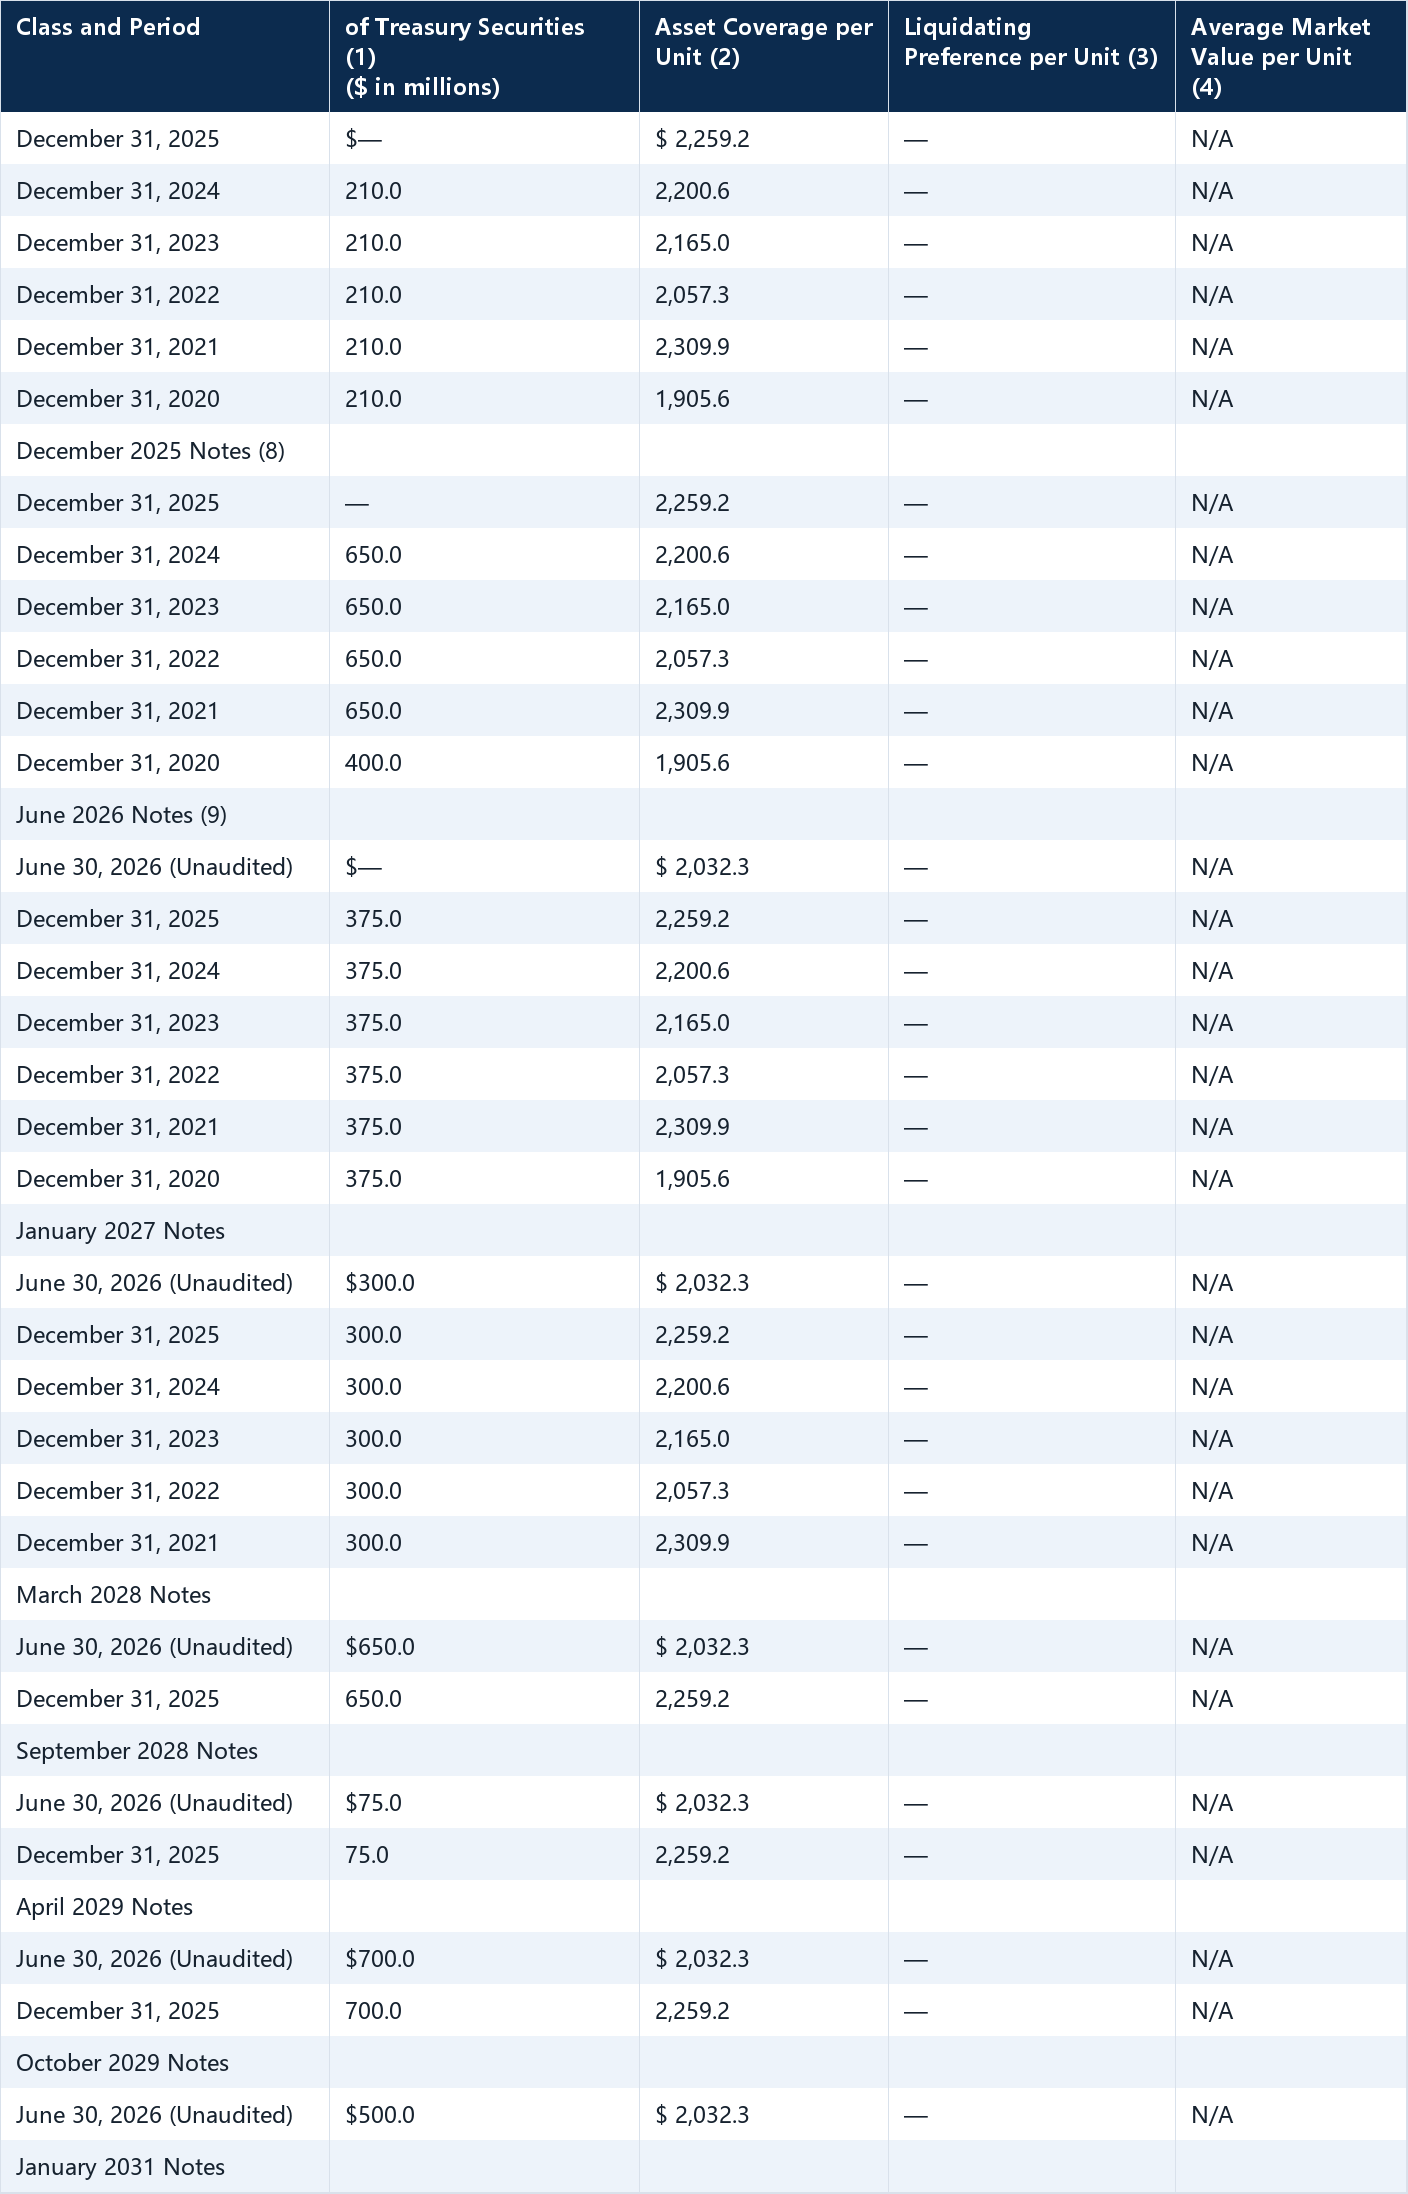 Class and Period | of Treasury Securities (1) ($ in millions) | Asset Coverage per Unit (2) | Liquidating Preference per Unit (3) | Average Market Value per Unit (4)
December 31, 2025 | $— | $ 2,259.2 | — | N/A
December 31, 2024 | 210.0 | 2,200.6 | — | N/A
December 31, 2023 | 210.0 | 2,165.0 | — | N/A
December 31, 2022 | 210.0 | 2,057.3 | — | N/A
December 31, 2021 | 210.0 | 2,309.9 | — | N/A
December 31, 2020 | 210.0 | 1,905.6 | — | N/A
December 2025 Notes (8)
December 31, 2025 | — | 2,259.2 | — | N/A
December 31, 2024 | 650.0 | 2,200.6 | — | N/A
December 31, 2023 | 650.0 | 2,165.0 | — | N/A
December 31, 2022 | 650.0 | 2,057.3 | — | N/A
December 31, 2021 | 650.0 | 2,309.9 | — | N/A
December 31, 2020 | 400.0 | 1,905.6 | — | N/A
June 2026 Notes (9)
June 30, 2026 (Unaudited) | $— | $ 2,032.3 | — | N/A
December 31, 2025 | 375.0 | 2,259.2 | — | N/A
December 31, 2024 | 375.0 | 2,200.6 | — | N/A
December 31, 2023 | 375.0 | 2,165.0 | — | N/A
December 31, 2022 | 375.0 | 2,057.3 | — | N/A
December 31, 2021 | 375.0 | 2,309.9 | — | N/A
December 31, 2020 | 375.0 | 1,905.6 | — | N/A
January 2027 Notes
June 30, 2026 (Unaudited) | $300.0 | $ 2,032.3 | — | N/A
December 31, 2025 | 300.0 | 2,259.2 | — | N/A
December 31, 2024 | 300.0 | 2,200.6 | — | N/A
December 31, 2023 | 300.0 | 2,165.0 | — | N/A
December 31, 2022 | 300.0 | 2,057.3 | — | N/A
December 31, 2021 | 300.0 | 2,309.9 | — | N/A
March 2028 Notes
June 30, 2026 (Unaudited) | $650.0 | $ 2,032.3 | — | N/A
December 31, 2025 | 650.0 | 2,259.2 | — | N/A
September 2028 Notes
June 30, 2026 (Unaudited) | $75.0 | $ 2,032.3 | — | N/A
December 31, 2025 | 75.0 | 2,259.2 | — | N/A
April 2029 Notes
June 30, 2026 (Unaudited) | $700.0 | $ 2,032.3 | — | N/A
December 31, 2025 | 700.0 | 2,259.2 | — | N/A
October 2029 Notes
June 30, 2026 (Unaudited) | $500.0 | $ 2,032.3 | — | N/A
January 2031 Notes